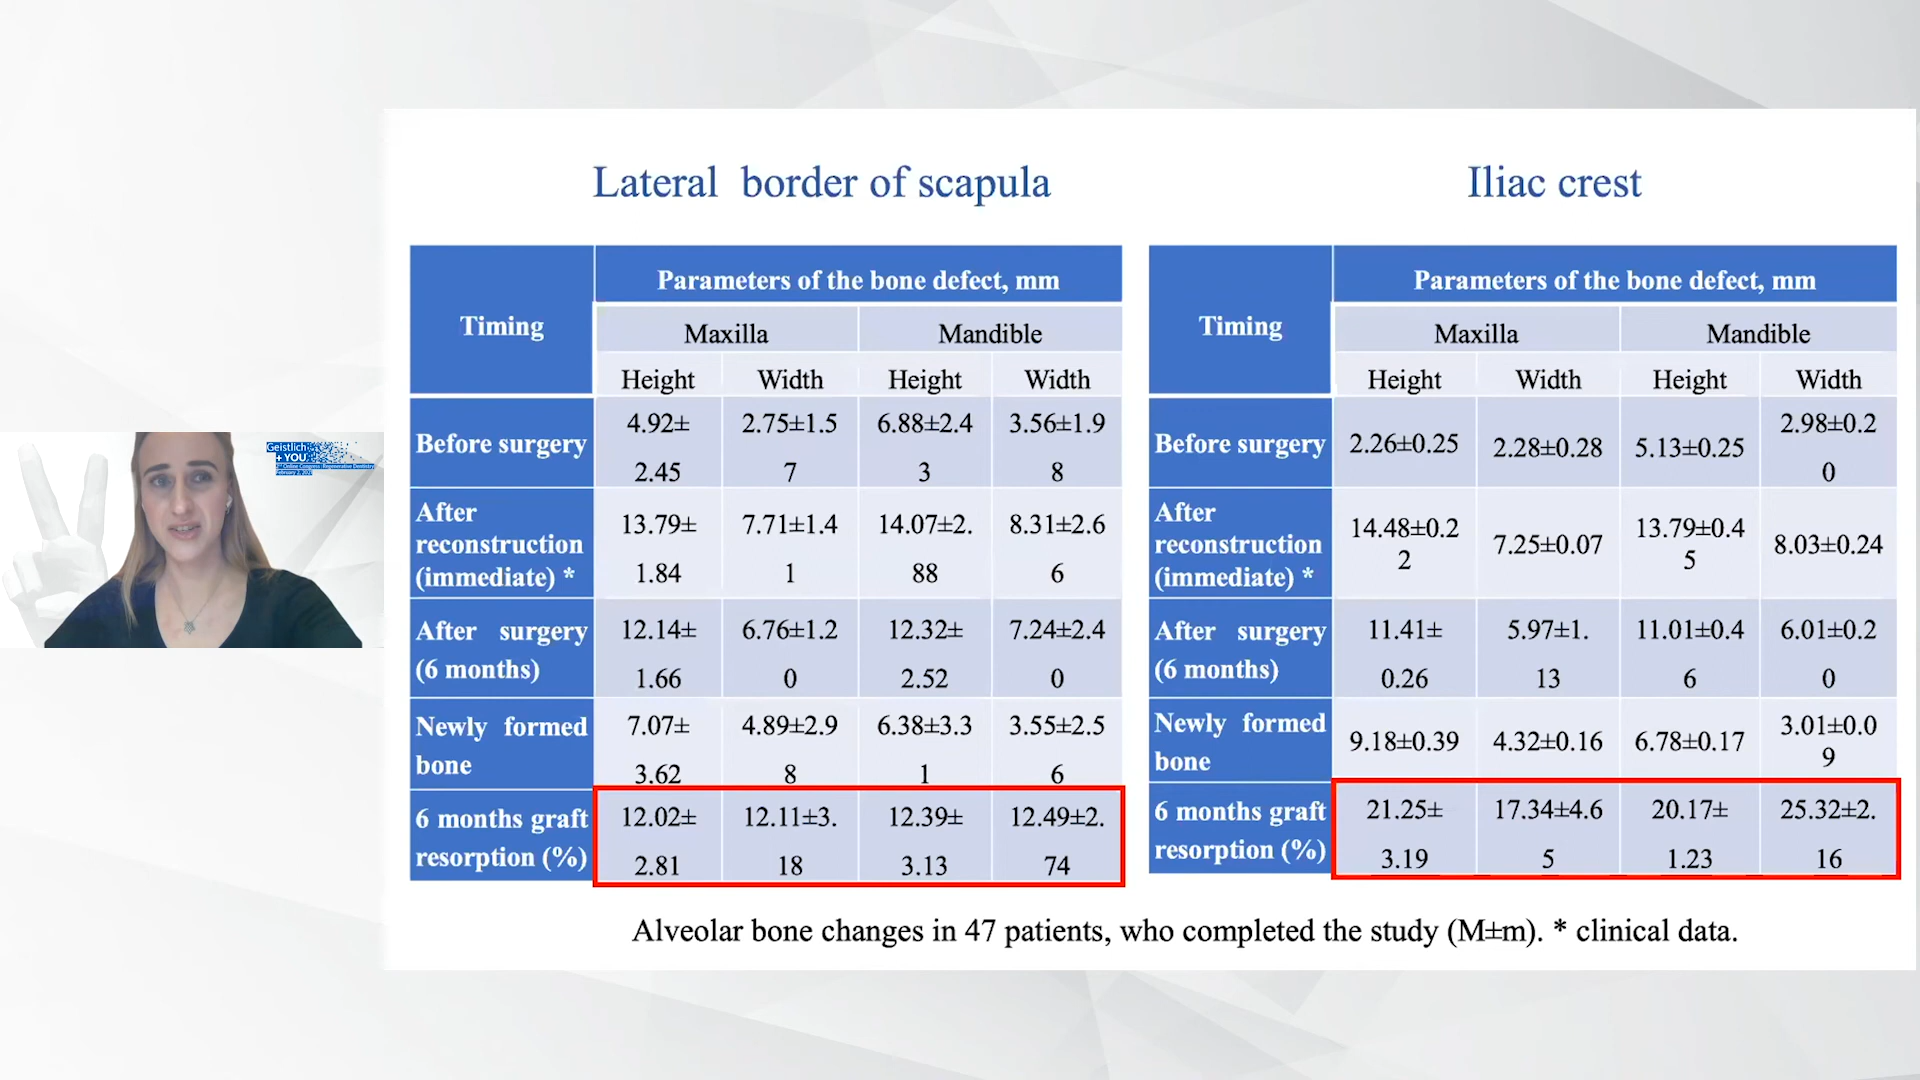 Geistlich
+ YOU
2nd Online Congress: Regenerative Dentistry
Lateral border of scapula
Timing
Parameters of the bone defect, mm
Maxilla
Mandible
Height
Width
Height
Width
Before surgery
4.92±
2.45
2.75±1.5
7
6.88±2.4
3
3.56±1.9
8
After
reconstruction
(immediate) *
13.79±
1.84
7.71±1.4
1
14.07±2.
88
8.31±2.6
6
After surgery
(6 months)
12.14±
1.66
6.76±1.2
0
12.32±
2.52
7.24±2.4
0
Newly formed
bone
7.07±
3.62
4.89±2.9
8
6.38±3.3
1
3.55±2.5
6
6 months graft
resorption (%)
12.02±
2.81
12.11±3.
18
12.39±
3.13
12.49±2.
74
Iliac crest
Timing
Parameters of the bone defect, mm
Maxilla
Mandible
Height
Width
Height
Width
Before surgery
2.26±0.25
2.28±0.28
5.13±0.25
2.98±0.2
0
After
reconstruction
(immediate) *
14.48±0.2
2
7.25±0.07
13.79±0.4
5
8.03±0.24
After surgery
(6 months)
11.41±
0.26
5.97±1.
13
11.01±0.4
6
6.01±0.2
0
Newly formed
bone
9.18±0.39
4.32±0.16
6.78±0.17
3.01±0.0
9
6 months graft
resorption (%)
21.25±
3.19
17.34±4.6
5
20.17±
1.23
25.32±2.
16
Alveolar bone changes in 47 patients, who completed the study (M±m). * clinical data.